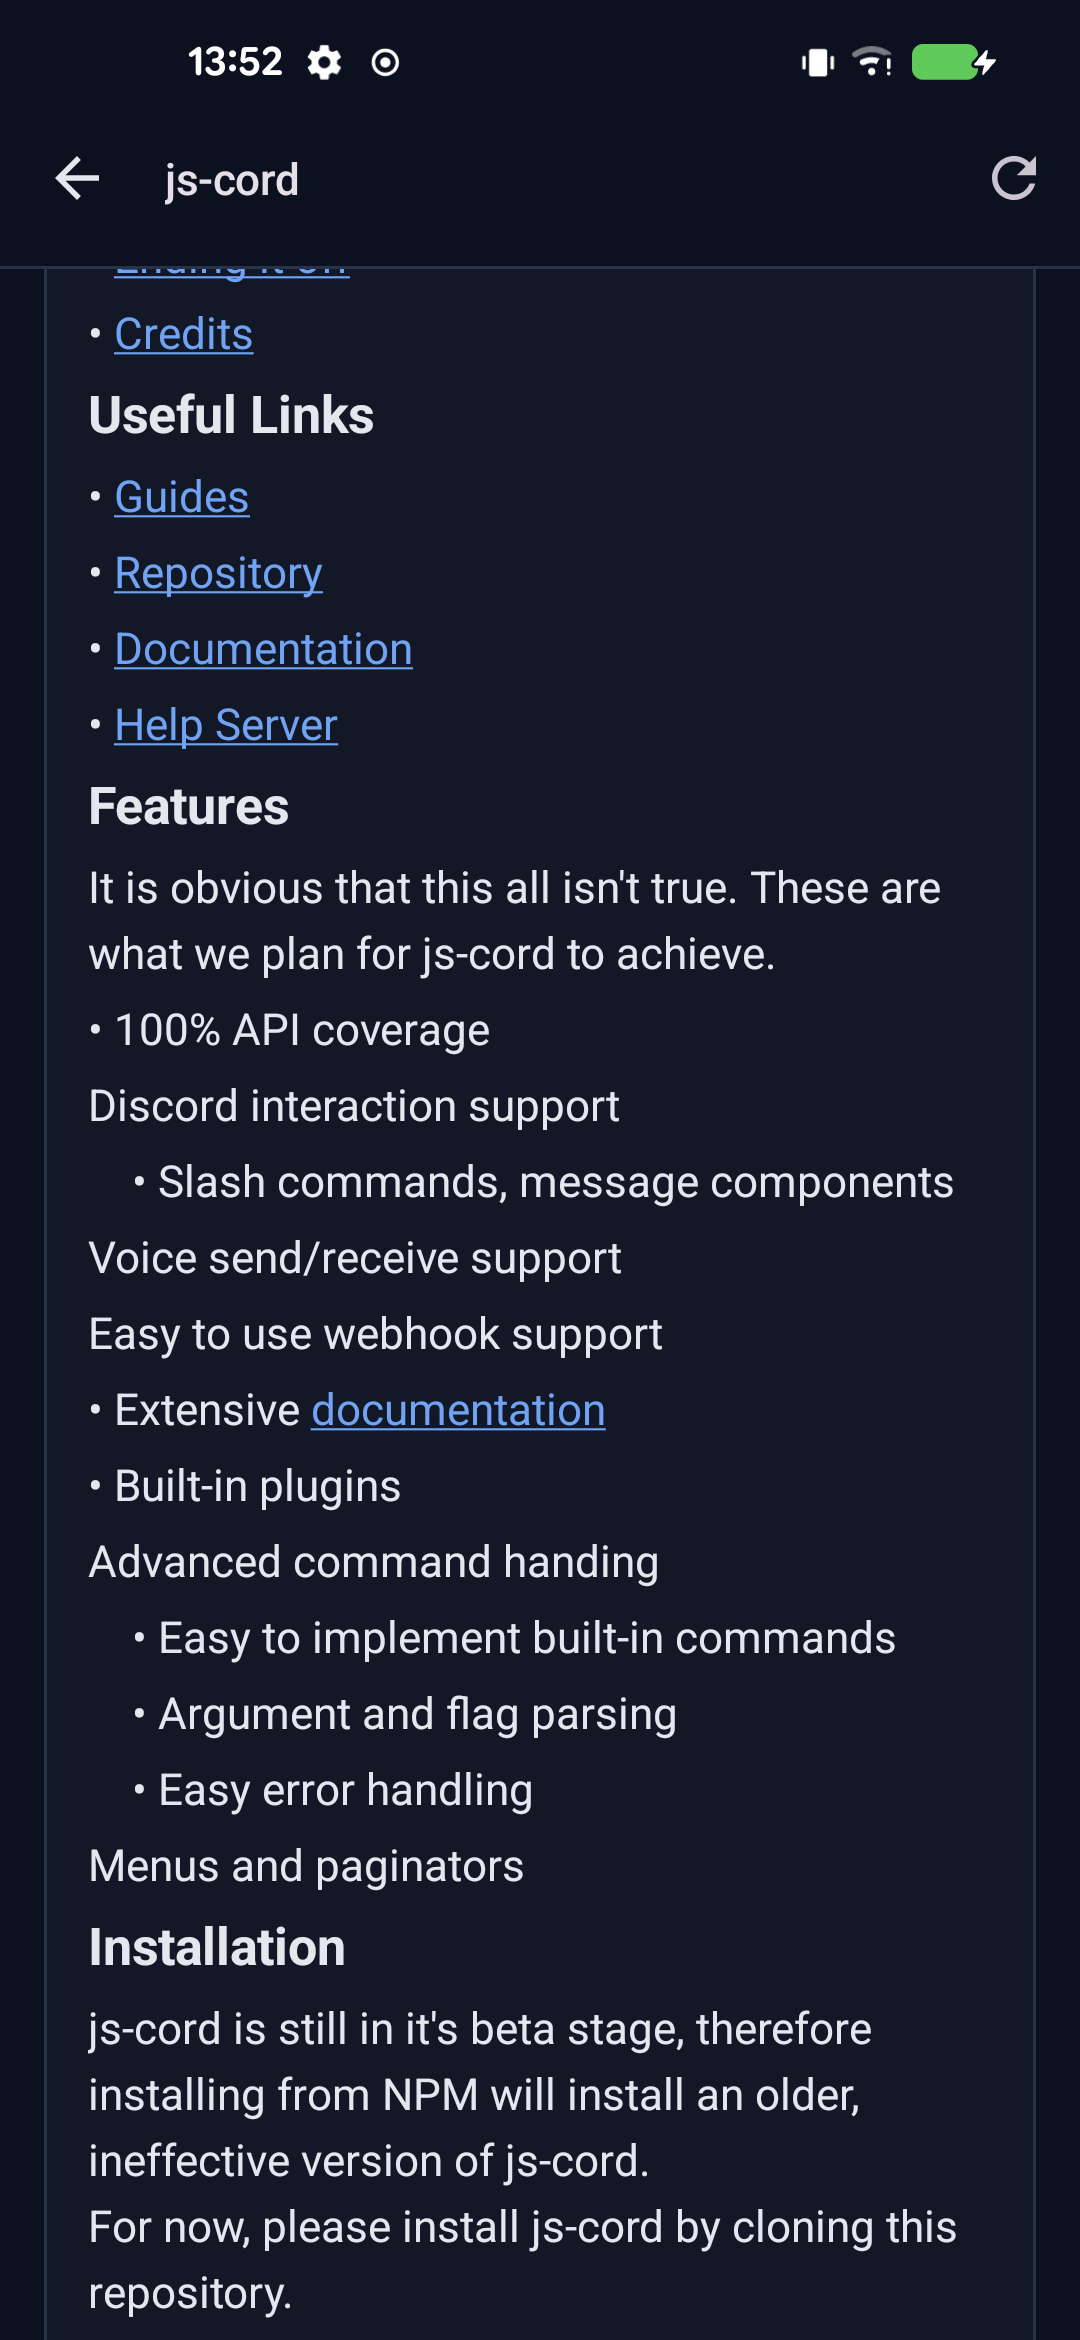 13:52
js-cord
Ending it off
• Credits
Useful Links
• Guides
• Repository
• Documentation
• Help Server
Features
It is obvious that this all isn't true. These are
what we plan for js-cord to achieve.
• 100% API coverage
Discord interaction support
• Slash commands, message components
Voice send/receive support
Easy to use webhook support
• Extensive documentation
• Built-in plugins
Advanced command handing
• Easy to implement built-in commands
• Argument and flag parsing
• Easy error handling
Menus and paginators
Installation
js-cord is still in it's beta stage, therefore
installing from NPM will install an older,
ineffective version of js-cord.
For now, please install js-cord by cloning this
repository.